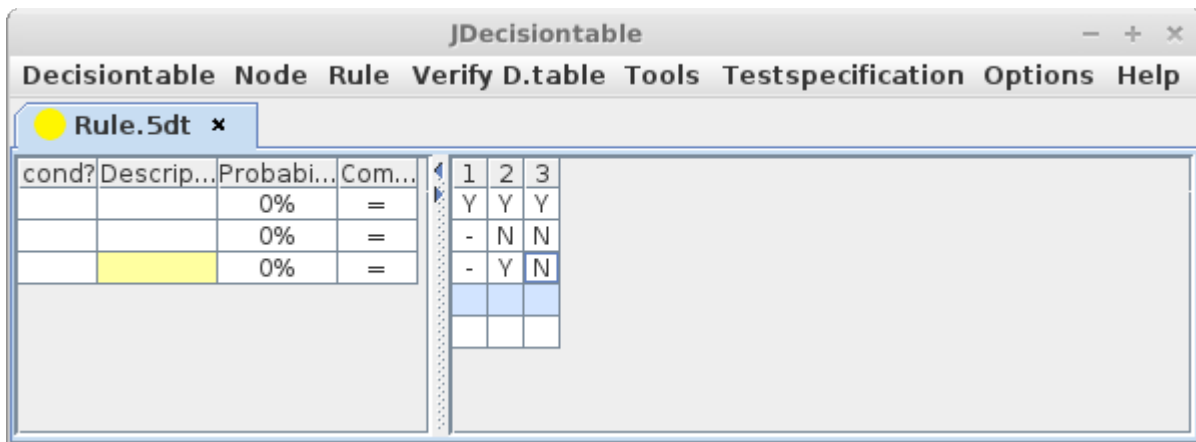 JDecisiontable
Decisiontable Node Rule Verify D.table Tools Testspecification Options Help
Rule.5dt
cond? Descrip... Probabi... Com... 1 2 3
0% = Y Y Y
0% = - N N
0% = - Y N